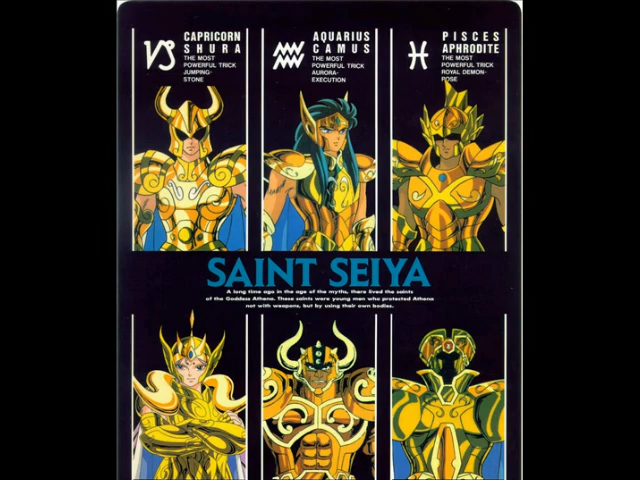 CAPRICORN
SHURA
THE MOST
POWERFUL TRICK
JUMPING-
STONE
AQUARIUS
CAMUS
THE MOST
POWERFUL TRICK
AURORA-
EXECUTION
PISCES
APHRODITE
THE MOST
POWERFUL TRICK
ROYAL DEMON-
ROSE
SAINT SEIYA
A long time ago in the age of the myths, there lived the saints
of the Goddess Athena. These saints were young men who protected Athena
not with weapons, but by using their own bodies.